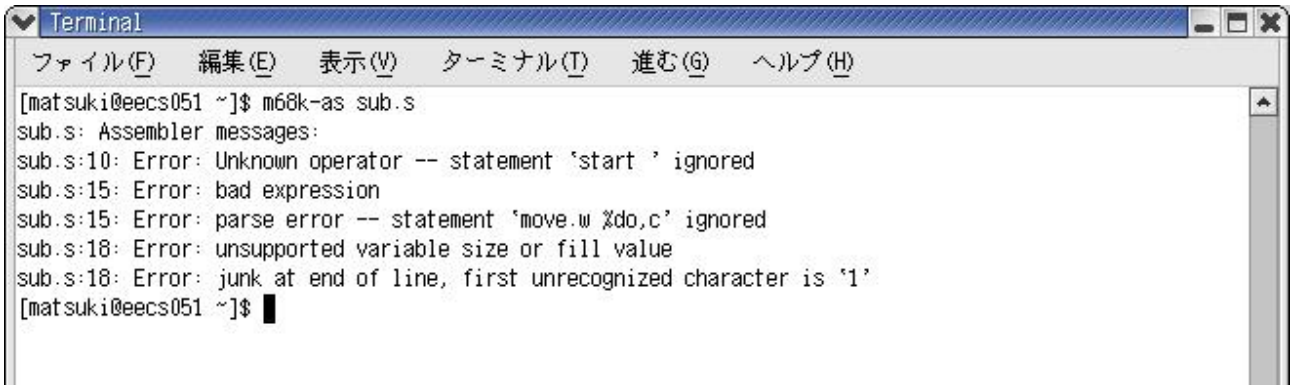 Terminal
ファイル(F) 編集(E) 表示(V) ターミナル(T) 進む(G) ヘルプ(H)
[matsuki@eecs051 ~]$ m68k-as sub.s
sub.s: Assembler messages:
sub.s:10: Error: Unknown operator -- statement `start ' ignored
sub.s:15: Error: bad expression
sub.s:15: Error: parse error -- statement `move.w %do,c' ignored
sub.s:18: Error: unsupported variable size or fill value
sub.s:18: Error: junk at end of line, first unrecognized character is `1'
[matsuki@eecs051 ~]$